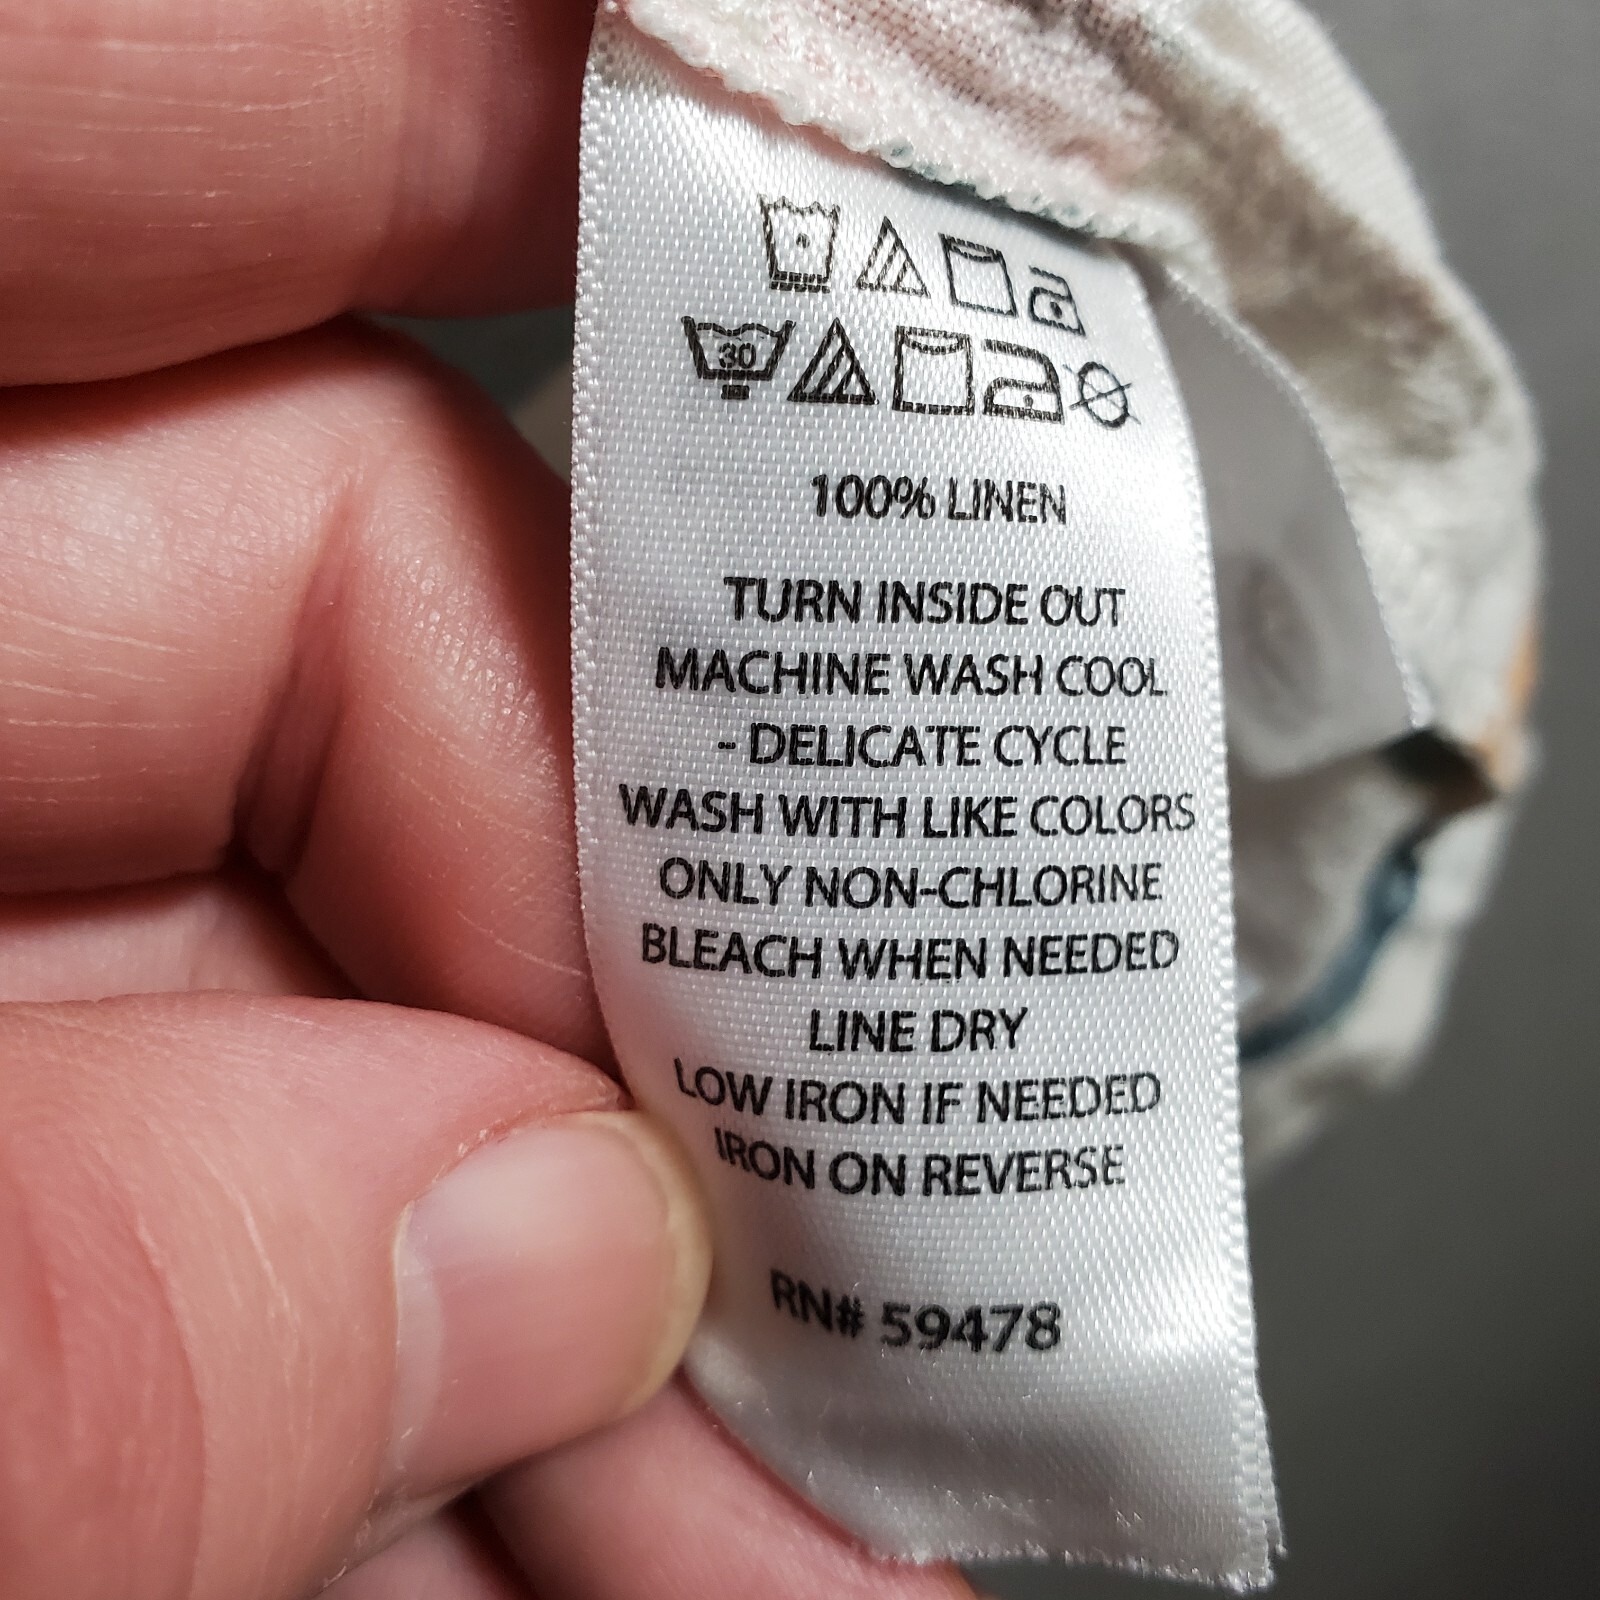 30
100% LINEN
TURN INSIDE OUT
MACHINE WASH COOL
- DELICATE CYCLE
WASH WITH LIKE COLORS
ONLY NON-CHLORINE
BLEACH WHEN NEEDED
LINE DRY
LOW IRON IF NEEDED
IRON ON REVERSE
RN# 59478